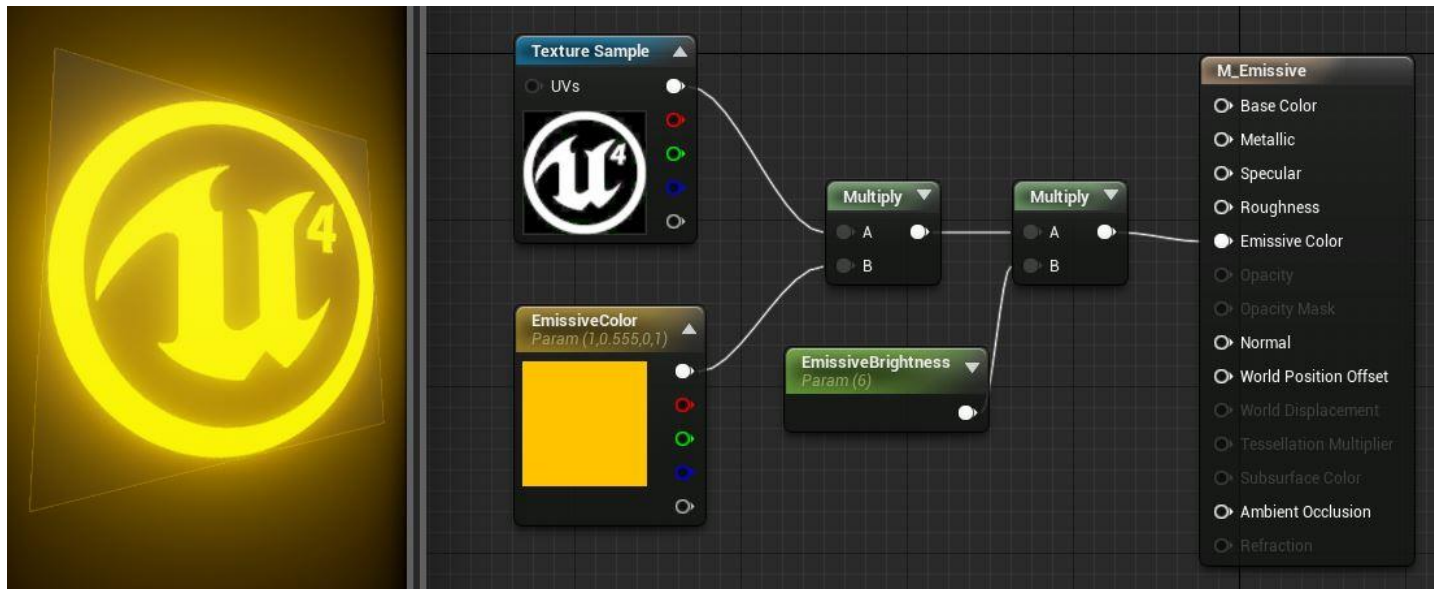 U4
Texture Sample
UVs
U4
EmissiveColor
Param (1,0.555,0,1)
Multiply
A
B
Multiply
A
B
EmissiveBrightness
Param (6)
M_Emissive
Base Color
Metallic
Specular
Roughness
Emissive Color
Opacity
Opacity Mask
Normal
World Position Offset
World Displacement
Tessellation Multiplier
Subsurface Color
Ambient Occlusion
Refraction